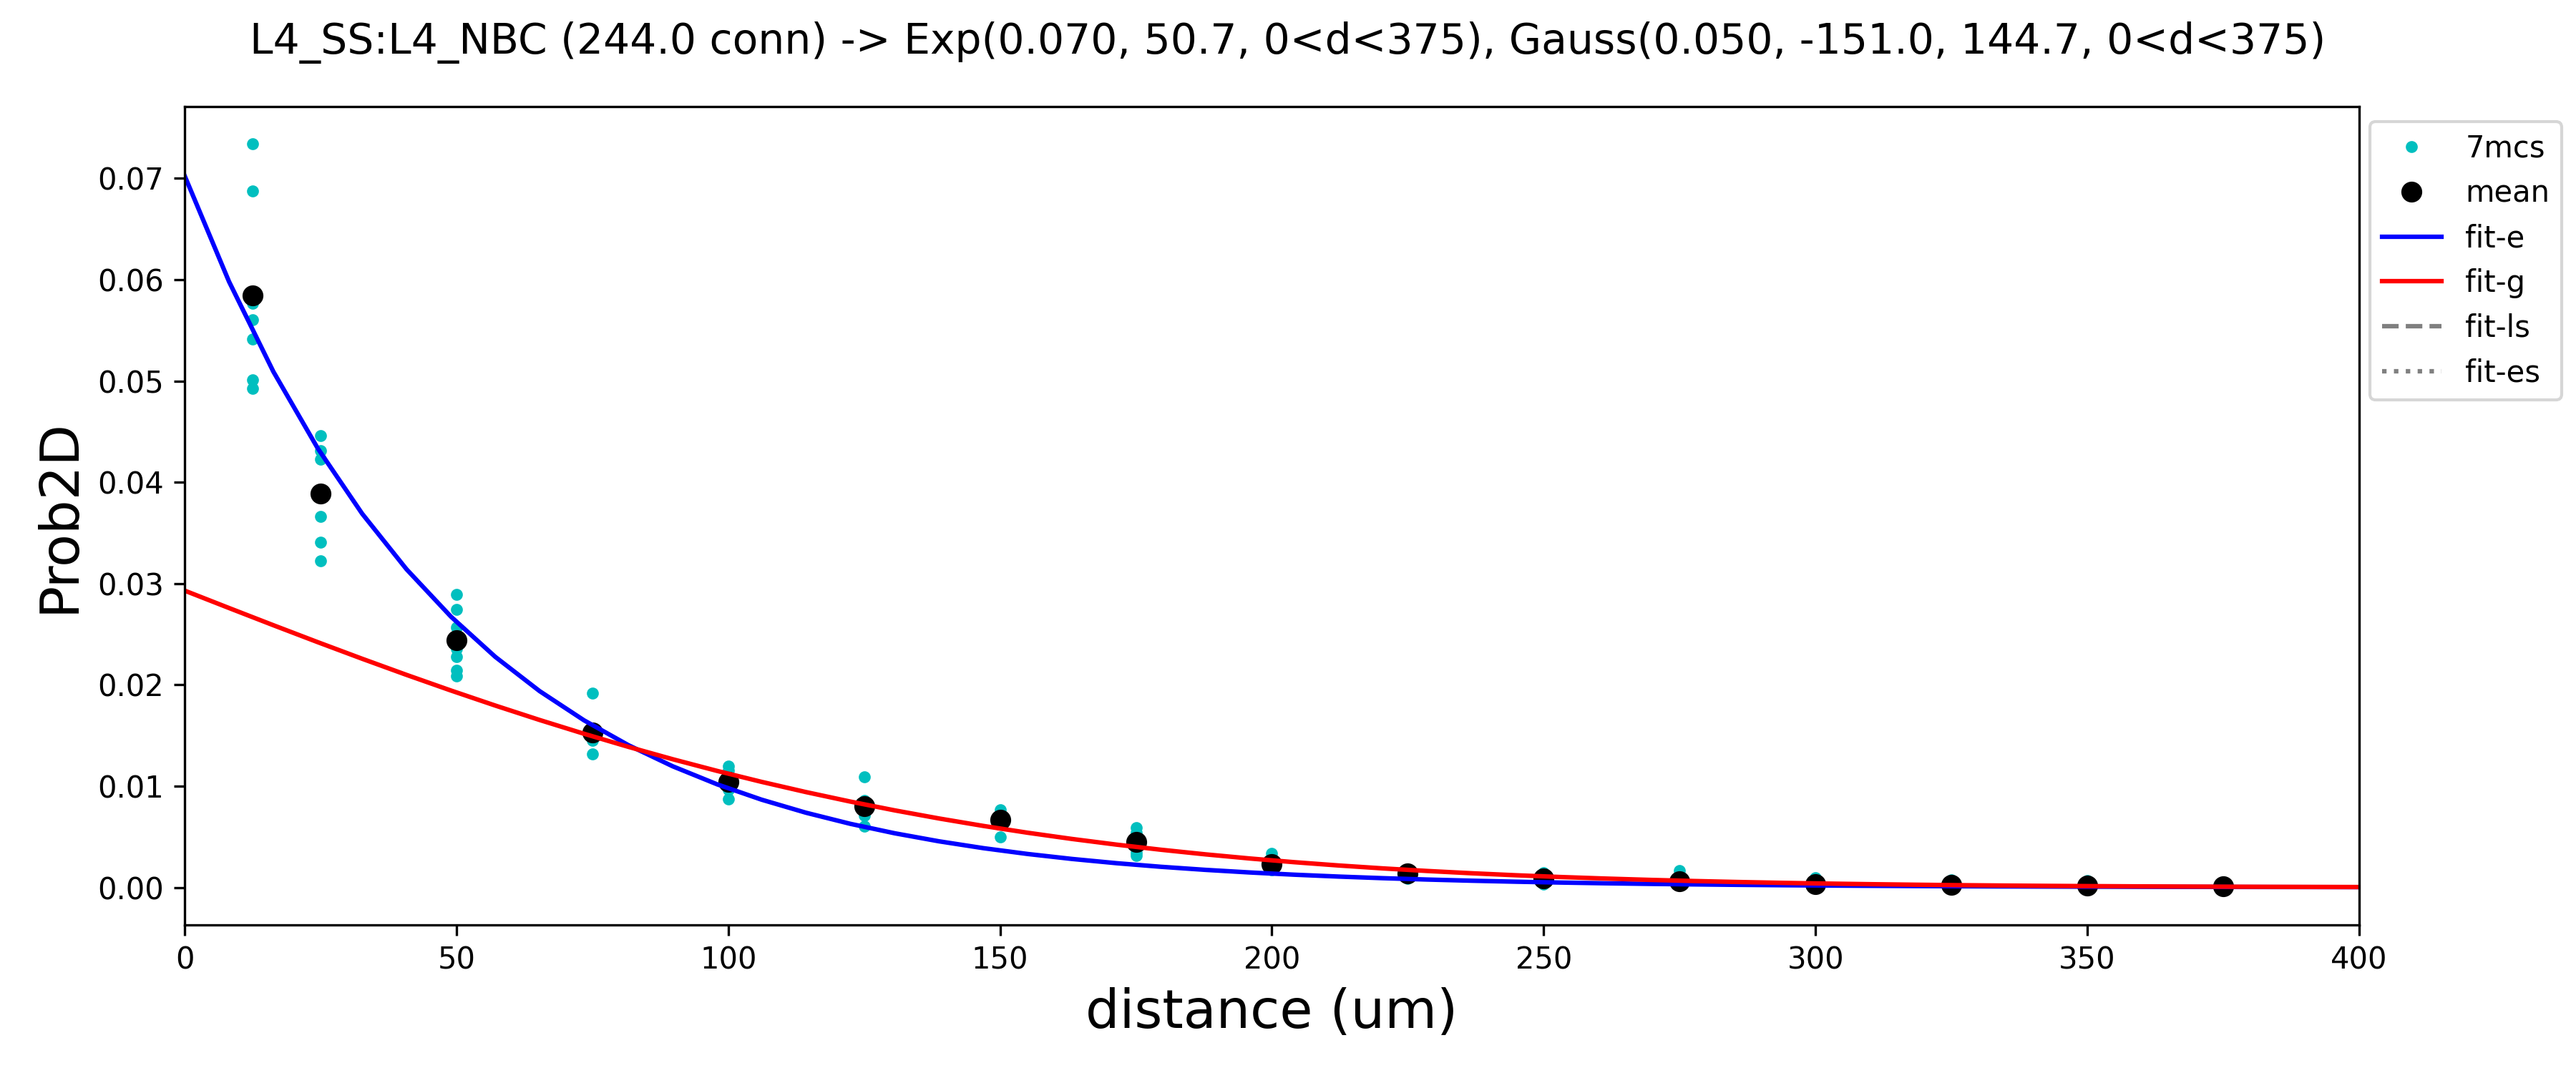 L4_SS:L4_NBC (244.0 conn) -> Exp(0.070, 50.7, 0<d<375), Gauss(0.050, -151.0, 144.7, 0<d<375)
Prob2D
0.07
0.06
0.05
0.04
0.03
0.02
0.01
0.00
0 50 100 150 200 250 300 350 400
distance (um)
7mcs
mean
fit-e
fit-g
fit-ls
fit-es